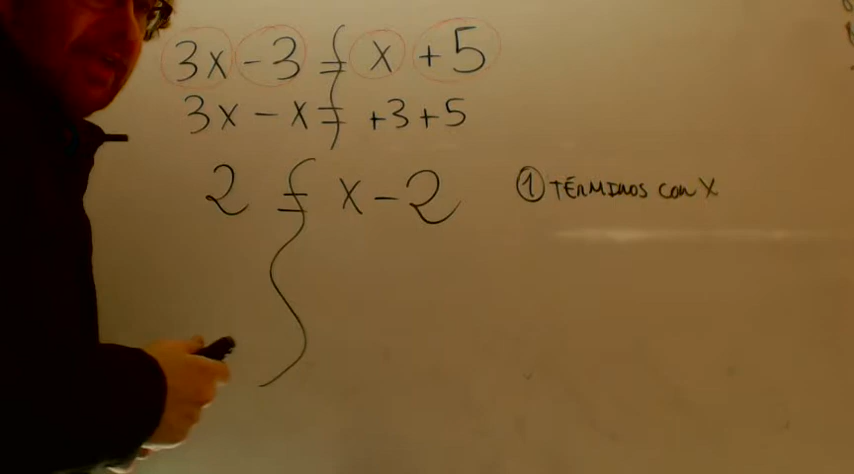 3x - 3 = x + 5
3x - x = +3 + 5
2 = x - 2
① TÉRMINOS CON X